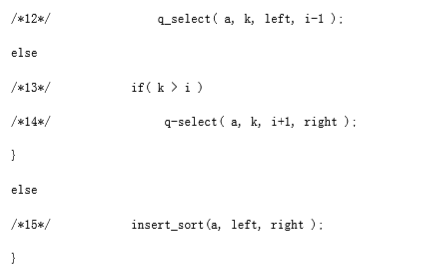 /*12*/ q_select( a, k, left, i-1 );
else
/*13*/ if( k > i )
/*14*/ q-select( a, k, i+1, right );
}
else
/*15*/ insert_sort(a, left, right );
}